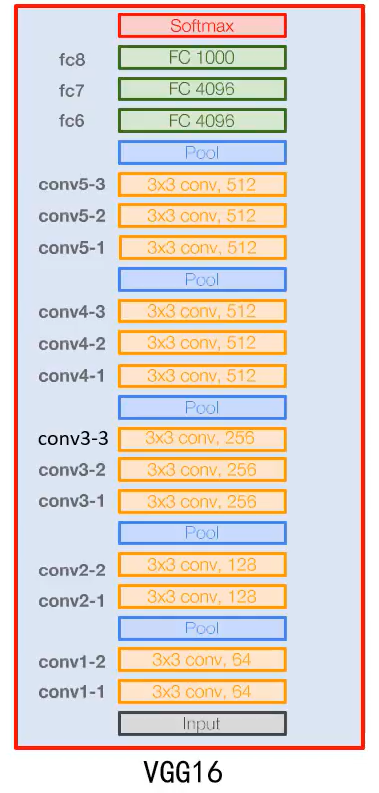 Softmax
fc8 FC 1000
fc7 FC 4096
fc6 FC 4096
Pool
conv5-3 3x3 conv, 512
conv5-2 3x3 conv, 512
conv5-1 3x3 conv, 512
Pool
conv4-3 3x3 conv, 512
conv4-2 3x3 conv, 512
conv4-1 3x3 conv, 512
Pool
conv3-3 3x3 conv, 256
conv3-2 3x3 conv, 256
conv3-1 3x3 conv, 256
Pool
conv2-2 3x3 conv, 128
conv2-1 3x3 conv, 128
Pool
conv1-2 3x3 conv, 64
conv1-1 3x3 conv, 64
Input
VGG16